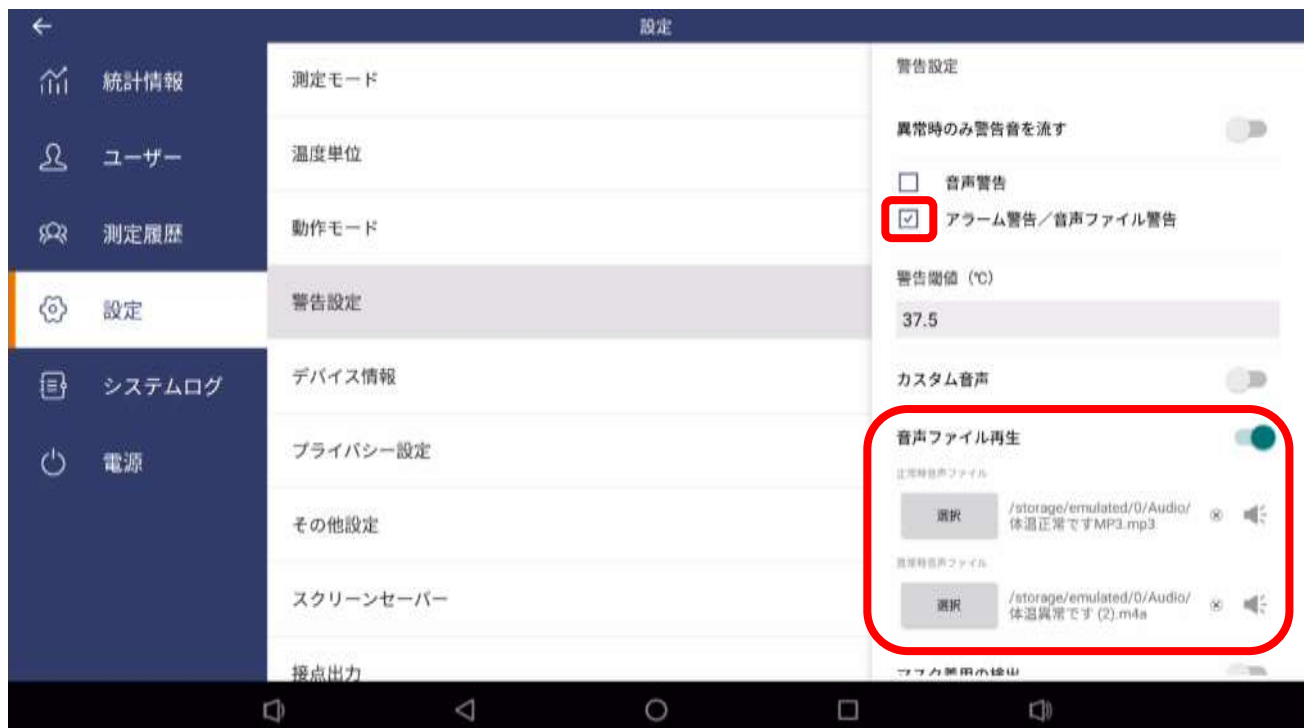 設定
統計情報
ユーザー
測定履歴
設定
システムログ
電源
測定モード
温度単位
動作モード
警告設定
デバイス情報
プライバシー設定
その他設定
スクリーンセーバー
接点出力
警告設定
異常時のみ警告音を流す
音声警告
アラーム警告／音声ファイル警告
警告閾値（℃）
37.5
カスタム音声
音声ファイル再生
正常時音声ファイル
選択
/storage/emulated/0/Audio/
体温正常ですMP3.mp3
異常時音声ファイル
選択
/storage/emulated/0/Audio/
体温異常です (2).m4a
マスク着用の検出